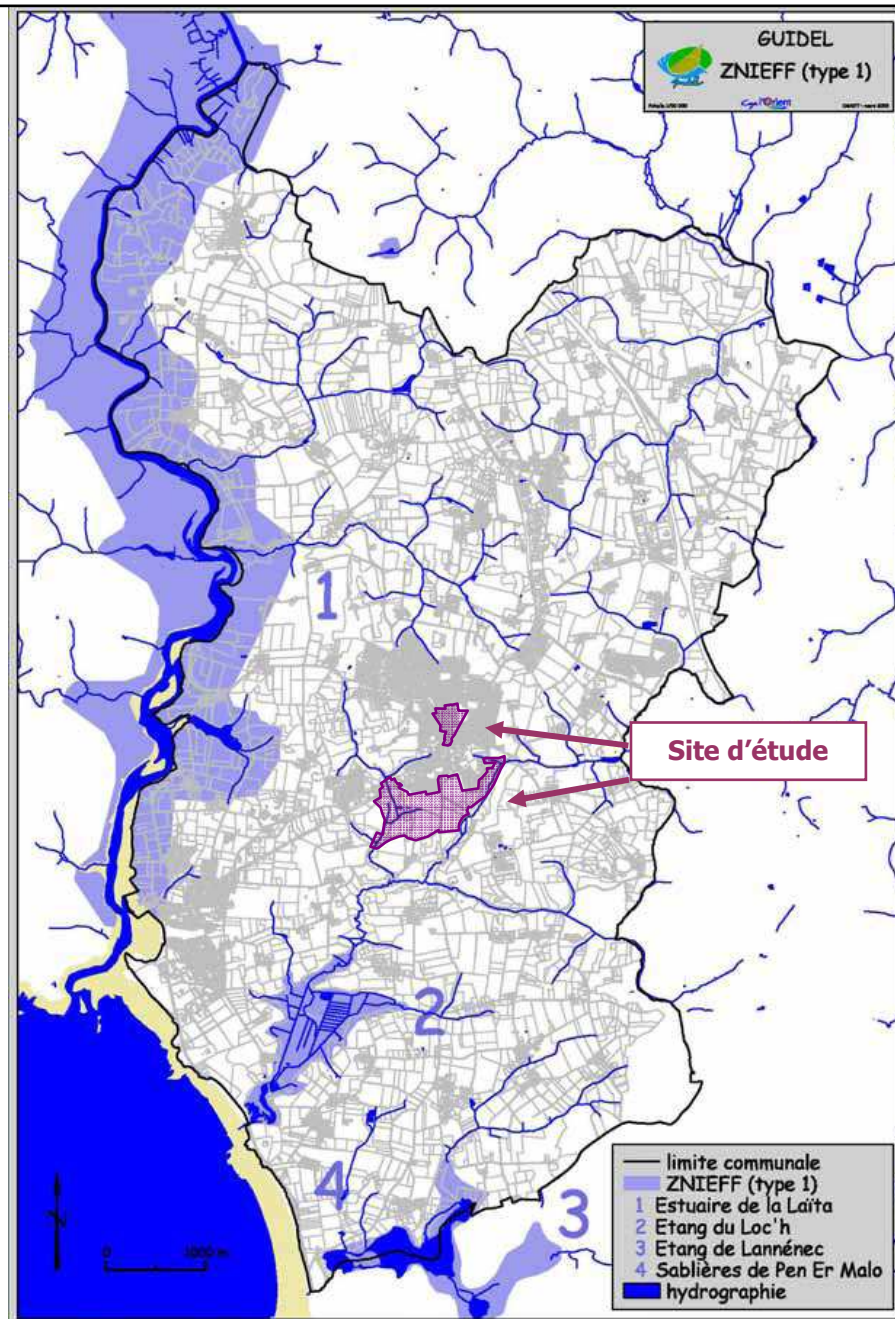 GUIDEL
ZNIEFF (type 1)
1
Site d'étude
2
4
3
limite communale
ZNIEFF (type 1)
1 Estuaire de la Laïta
2 Etang du Loc'h
3 Etang de Lannénec
4 Sablières de Pen Er Malo
hydrographie
N
0 1000 m